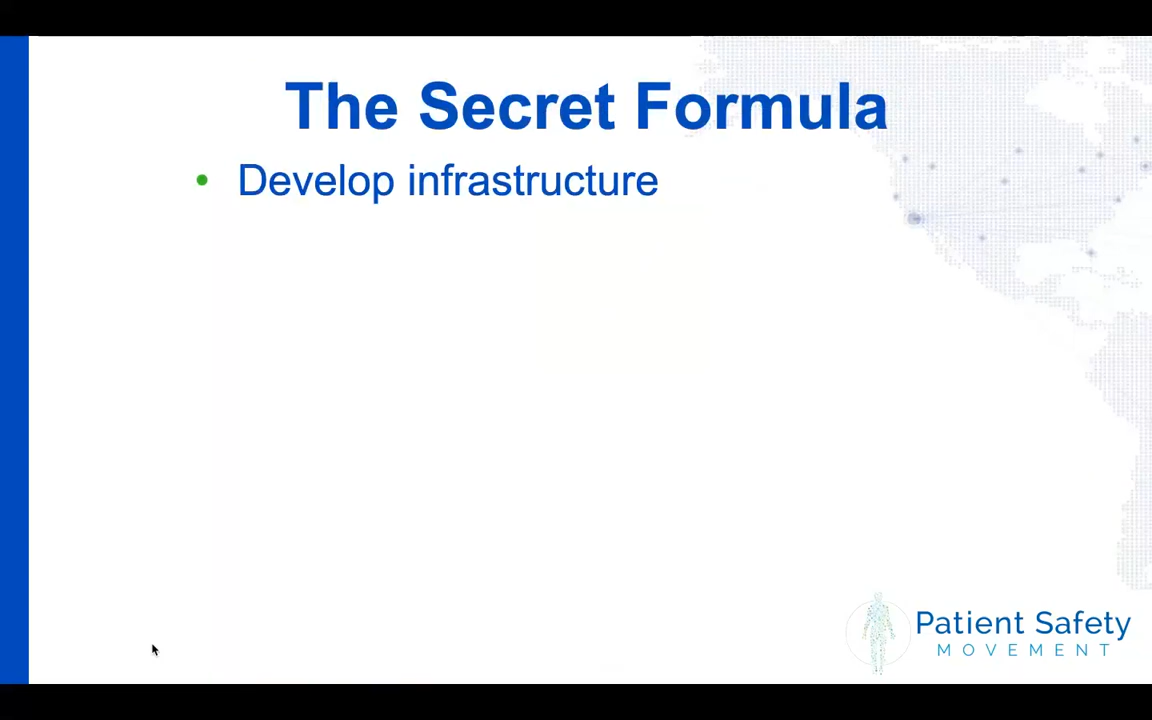 The Secret Formula
• Develop infrastructure
Patient Safety
MOVEMENT